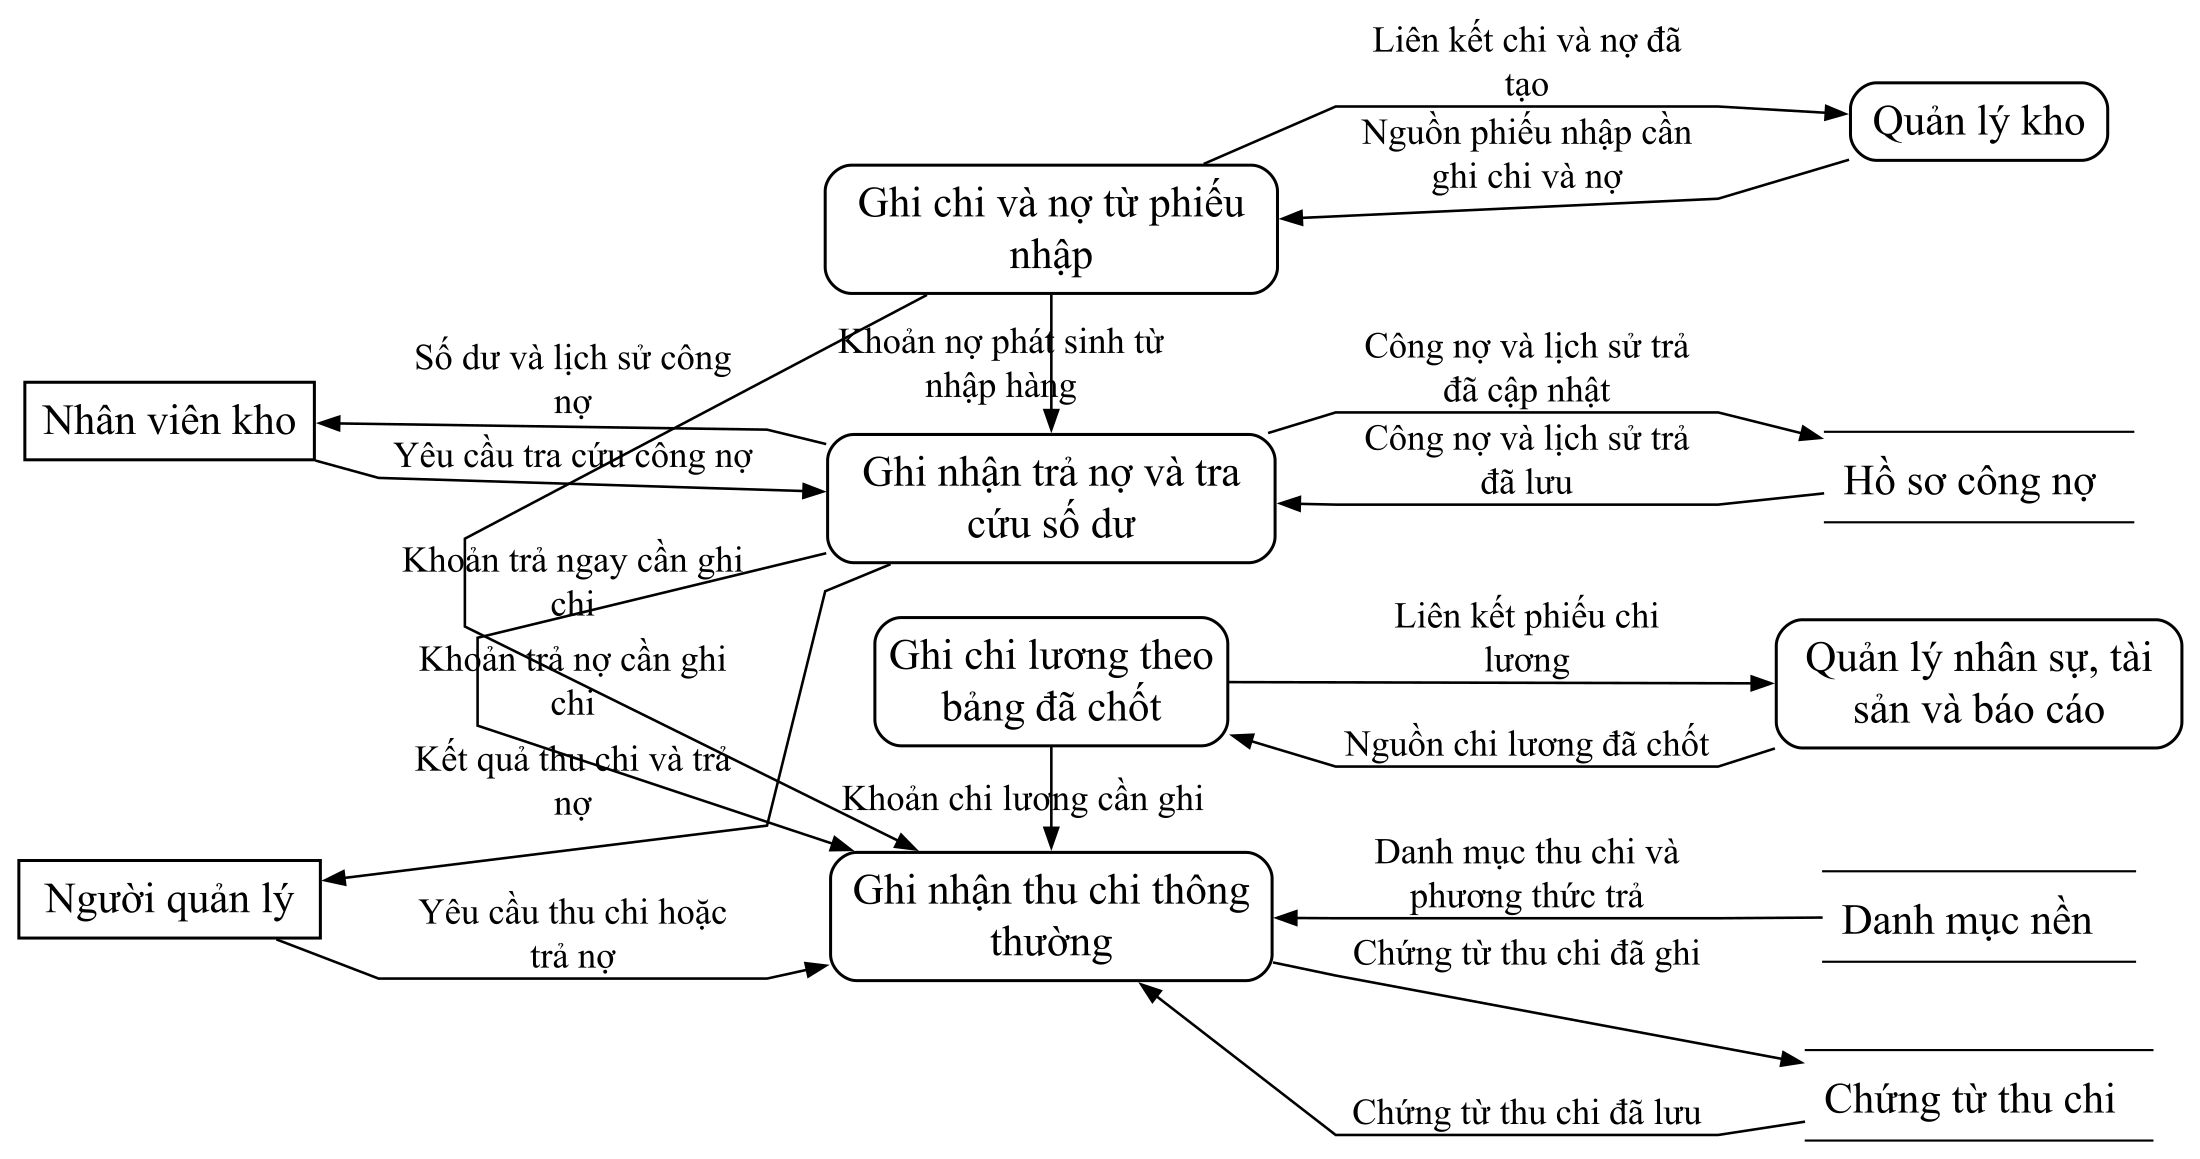 Liên kết chi và nợ đã
tạo
Quản lý kho
Nguồn phiếu nhập cần
ghi chi và nợ
Ghi chi và nợ từ phiếu
nhập
Khoản nợ phát sinh từ
nhập hàng
Số dư và lịch sử công
nợ
Nhân viên kho
Yêu cầu tra cứu công nợ
Công nợ và lịch sử trả
đã cập nhật
Công nợ và lịch sử trả
đã lưu
Hồ sơ công nợ
Ghi nhận trả nợ và tra
cứu số dư
Khoản trả ngay cần ghi
chi
Khoản trả nợ cần ghi
chi
Ghi chi lương theo
bảng đã chốt
Liên kết phiếu chi
lương
Quản lý nhân sự, tài
sản và báo cáo
Nguồn chi lương đã chốt
Kết quả thu chi và trả
nợ
Khoản chi lương cần ghi
Người quản lý
Yêu cầu thu chi hoặc
trả nợ
Ghi nhận thu chi thông
thường
Danh mục thu chi và
phương thức trả
Danh mục nền
Chứng từ thu chi đã ghi
Chứng từ thu chi
Chứng từ thu chi đã lưu